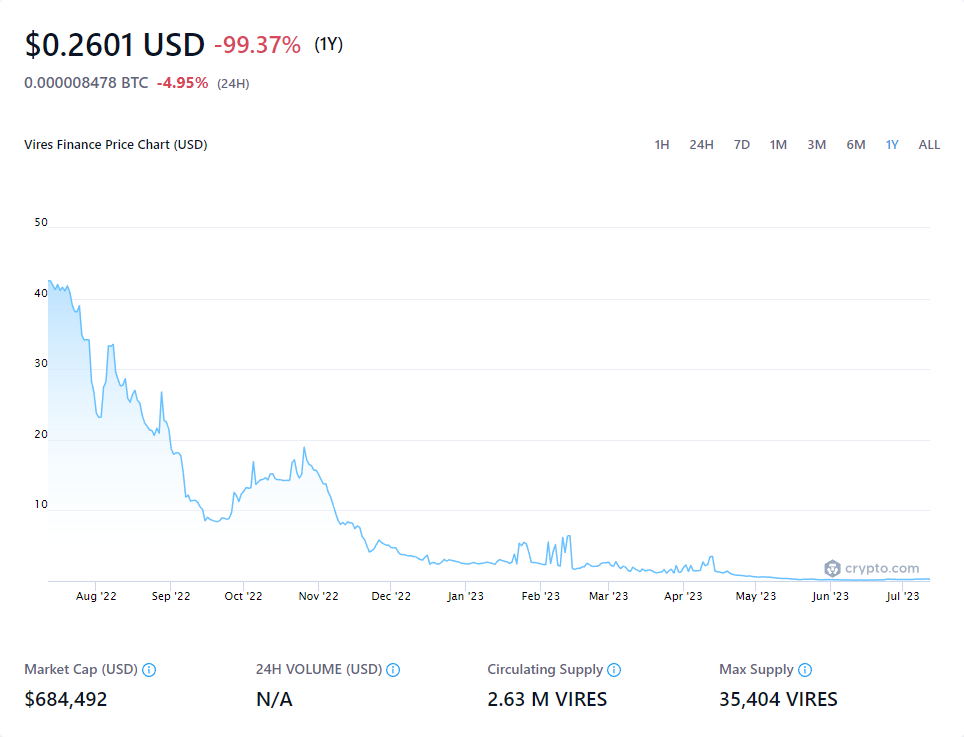 $0.2601 USD -99.37% (1Y)
0.000008478 BTC -4.95% (24H)
Vires Finance Price Chart (USD) 1H 24H 7D 1M 3M 6M 1Y ALL
50
40
30
20
10
crypto.com
Aug '22 Sep '22 Oct '22 Nov '22 Dec '22 Jan '23 Feb '23 Mar '23 Apr '23 May '23 Jun '23 Jul '23
Market Cap (USD) 24H VOLUME (USD) Circulating Supply Max Supply
$684,492 N/A 2.63 M VIRES 35,404 VIRES